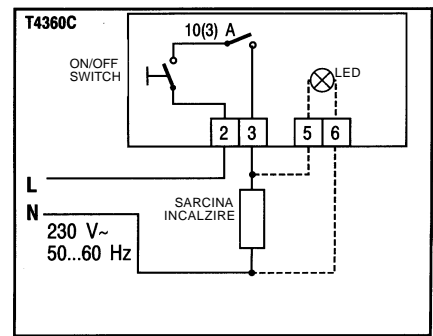 T4360C
10(3) A
ON/OFF
SWITCH
LED
2 3 5 6
L
SARCINA
INCALZIRE
N
230 V~
50...60 Hz